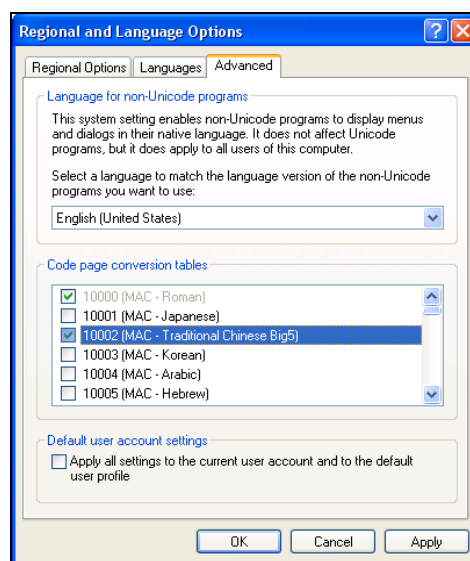 Regional and Language Options
Regional Options
Languages
Advanced
Language for non-Unicode programs
This system setting enables non-Unicode programs to display menus
and dialogs in their native language. It does not affect Unicode
programs, but it does apply to all users of this computer.
Select a language to match the language version of the non-Unicode
programs you want to use:
English (United States)
Code page conversion tables
10000 (MAC - Roman)
10001 (MAC - Japanese)
10002 (MAC - Traditional Chinese Big5)
10003 (MAC - Korean)
10004 (MAC - Arabic)
10005 (MAC - Hebrew)
Default user account settings
Apply all settings to the current user account and to the default
user profile
OK
Cancel
Apply